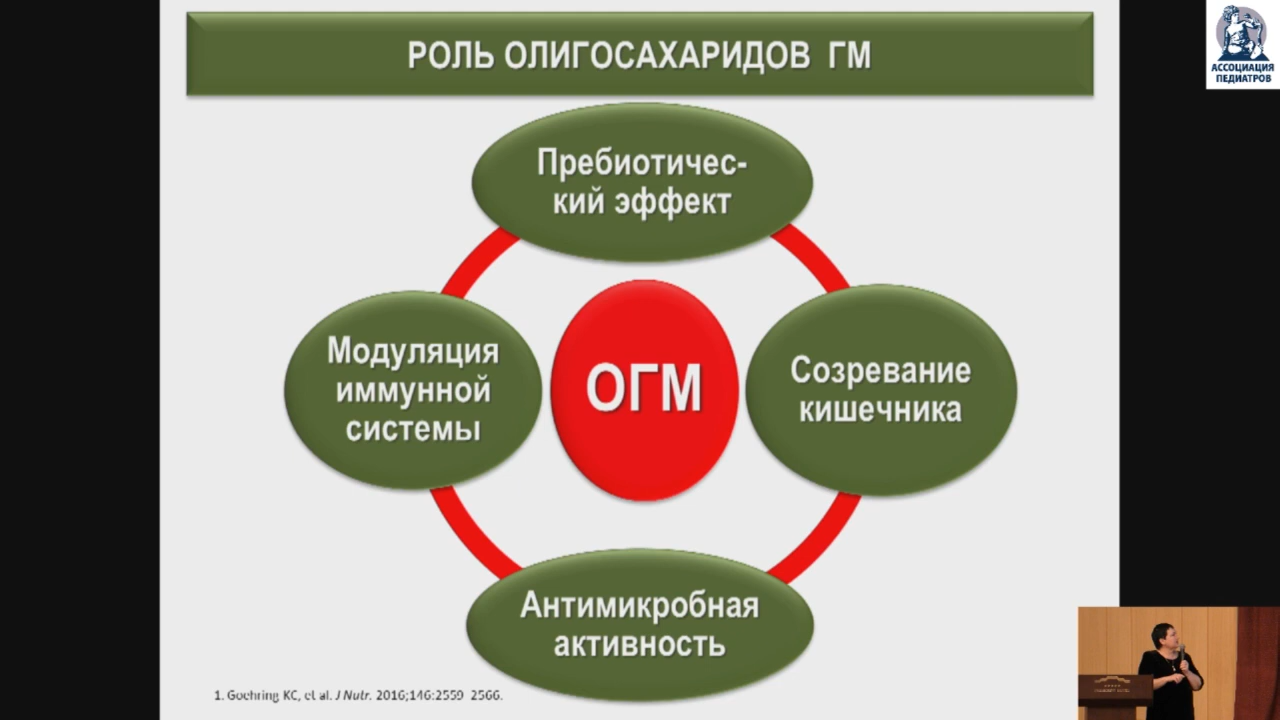 РОЛЬ ОЛИГОСАХАРИДОВ ГМ
АССОЦИАЦИЯ
ПЕДИАТРОВ
Пребиотичес-
кий эффект
Модуляция
иммунной
системы
ОГМ
Созревание
кишечника
Антимикробная
активность
1. Goehring KC, et al. J Nutr. 2016;146:2559 2566.